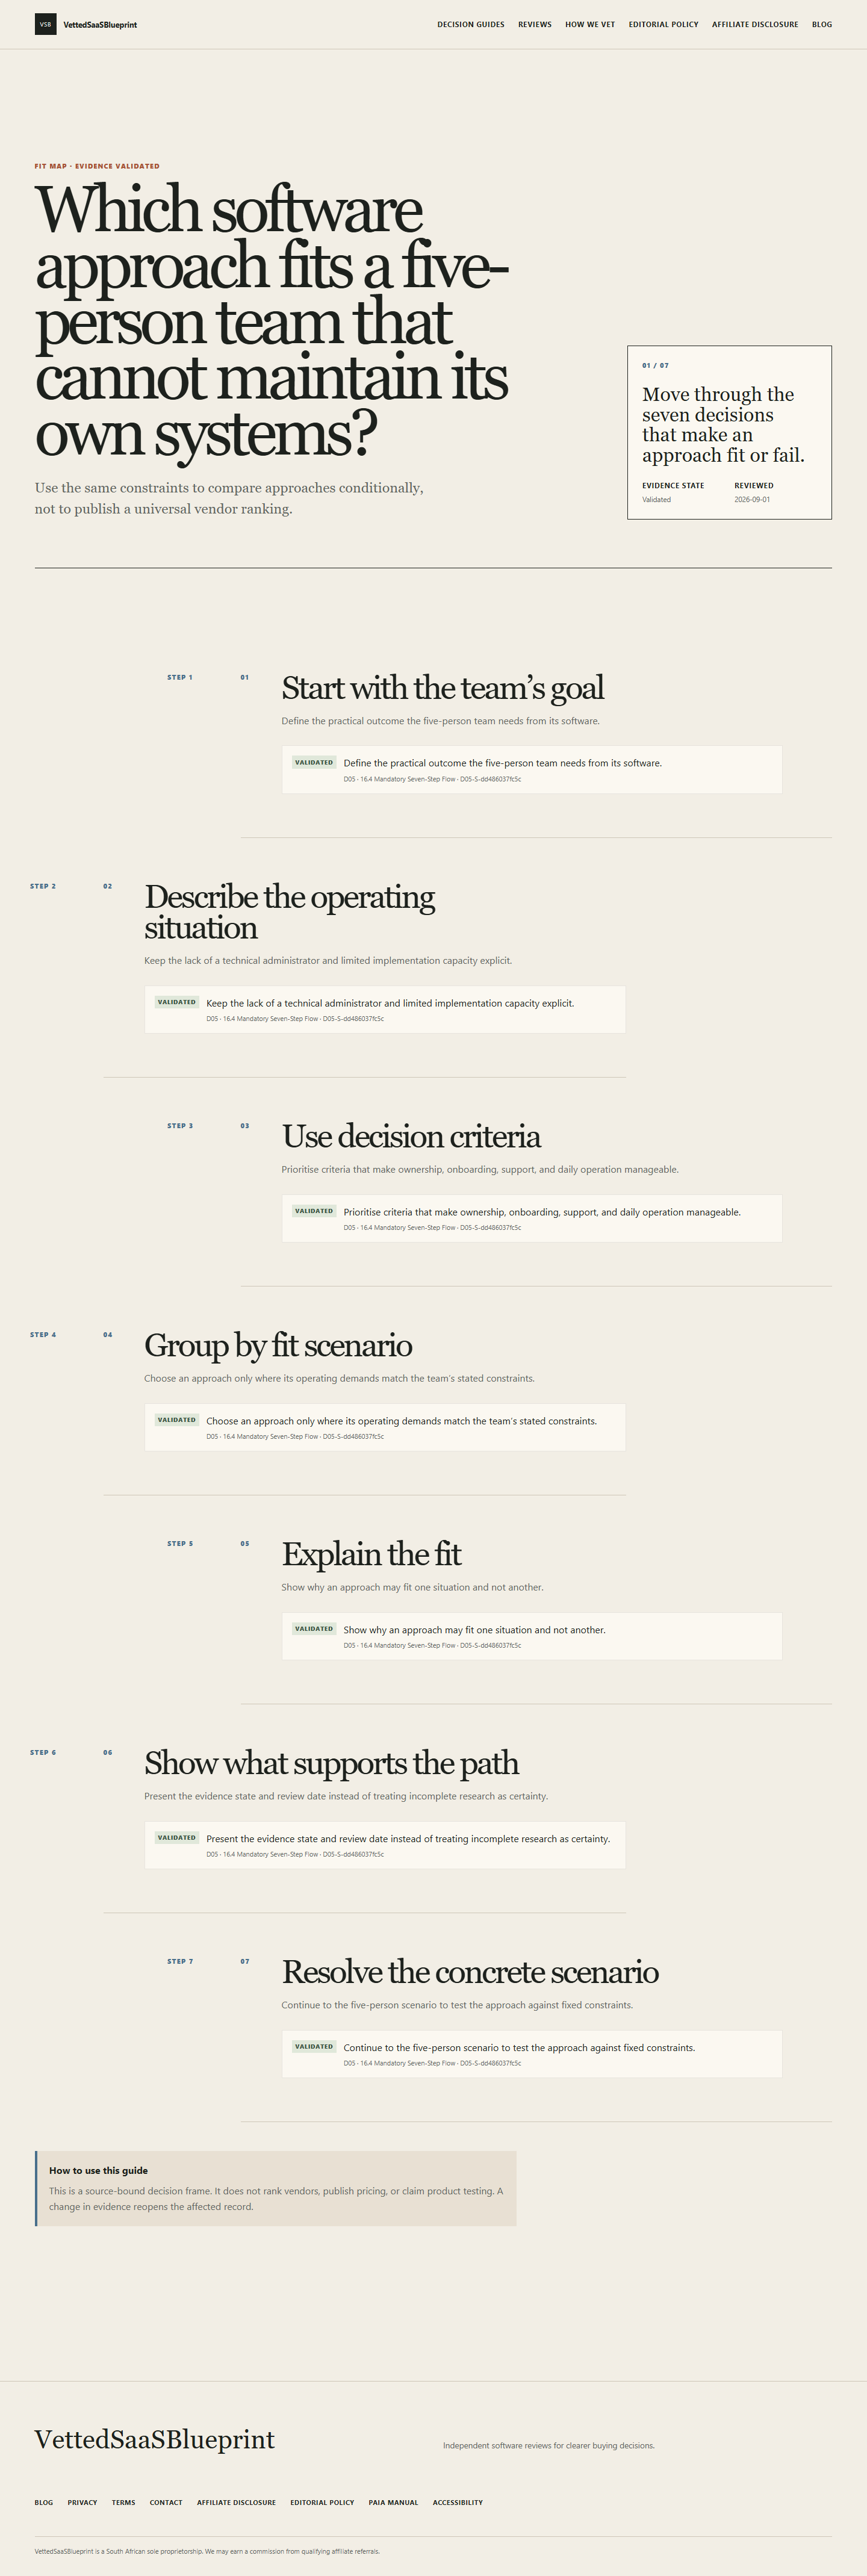 VSB
VettedSaaSBlueprint
DECISION GUIDES
REVIEWS
HOW WE VET
EDITORIAL POLICY
AFFILIATE DISCLOSURE
BLOG
FIT MAP · EVIDENCE VALIDATED
Which software
approach fits a five-
person team that
cannot maintain its
own systems?
Use the same constraints to compare approaches conditionally,
not to publish a universal vendor ranking.
01 / 07
Move through the
seven decisions
that make an
approach fit or fail.
EVIDENCE STATE
Validated
REVIEWED
2026-09-01
STEP 1
01
Start with the team’s goal
Define the practical outcome the five-person team needs from its software.
VALIDATED
Define the practical outcome the five-person team needs from its software.
D05 · 16.4 Mandatory Seven-Step Flow · D05-S-dd486037fc5c
STEP 2
02
Describe the operating
situation
Keep the lack of a technical administrator and limited implementation capacity explicit.
VALIDATED
Keep the lack of a technical administrator and limited implementation capacity explicit.
D05 · 16.4 Mandatory Seven-Step Flow · D05-S-dd486037fc5c
STEP 3
03
Use decision criteria
Prioritise criteria that make ownership, onboarding, support, and daily operation manageable.
VALIDATED
Prioritise criteria that make ownership, onboarding, support, and daily operation manageable.
D05 · 16.4 Mandatory Seven-Step Flow · D05-S-dd486037fc5c
STEP 4
04
Group by fit scenario
Choose an approach only where its operating demands match the team’s stated constraints.
VALIDATED
Choose an approach only where its operating demands match the team’s stated constraints.
D05 · 16.4 Mandatory Seven-Step Flow · D05-S-dd486037fc5c
STEP 5
05
Explain the fit
Show why an approach may fit one situation and not another.
VALIDATED
Show why an approach may fit one situation and not another.
D05 · 16.4 Mandatory Seven-Step Flow · D05-S-dd486037fc5c
STEP 6
06
Show what supports the path
Present the evidence state and review date instead of treating incomplete research as certainty.
VALIDATED
Present the evidence state and review date instead of treating incomplete research as certainty.
D05 · 16.4 Mandatory Seven-Step Flow · D05-S-dd486037fc5c
STEP 7
07
Resolve the concrete scenario
Continue to the five-person scenario to test the approach against fixed constraints.
VALIDATED
Continue to the five-person scenario to test the approach against fixed constraints.
D05 · 16.4 Mandatory Seven-Step Flow · D05-S-dd486037fc5c
How to use this guide
This is a source-bound decision frame. It does not rank vendors, publish pricing, or claim product testing. A
change in evidence reopens the affected record.
VettedSaaSBlueprint
Independent software reviews for clearer buying decisions.
BLOG
PRIVACY
TERMS
CONTACT
AFFILIATE DISCLOSURE
EDITORIAL POLICY
PAIA MANUAL
ACCESSIBILITY
VettedSaaSBlueprint is a South African sole proprietorship. We may earn a commission from qualifying affiliate referrals.